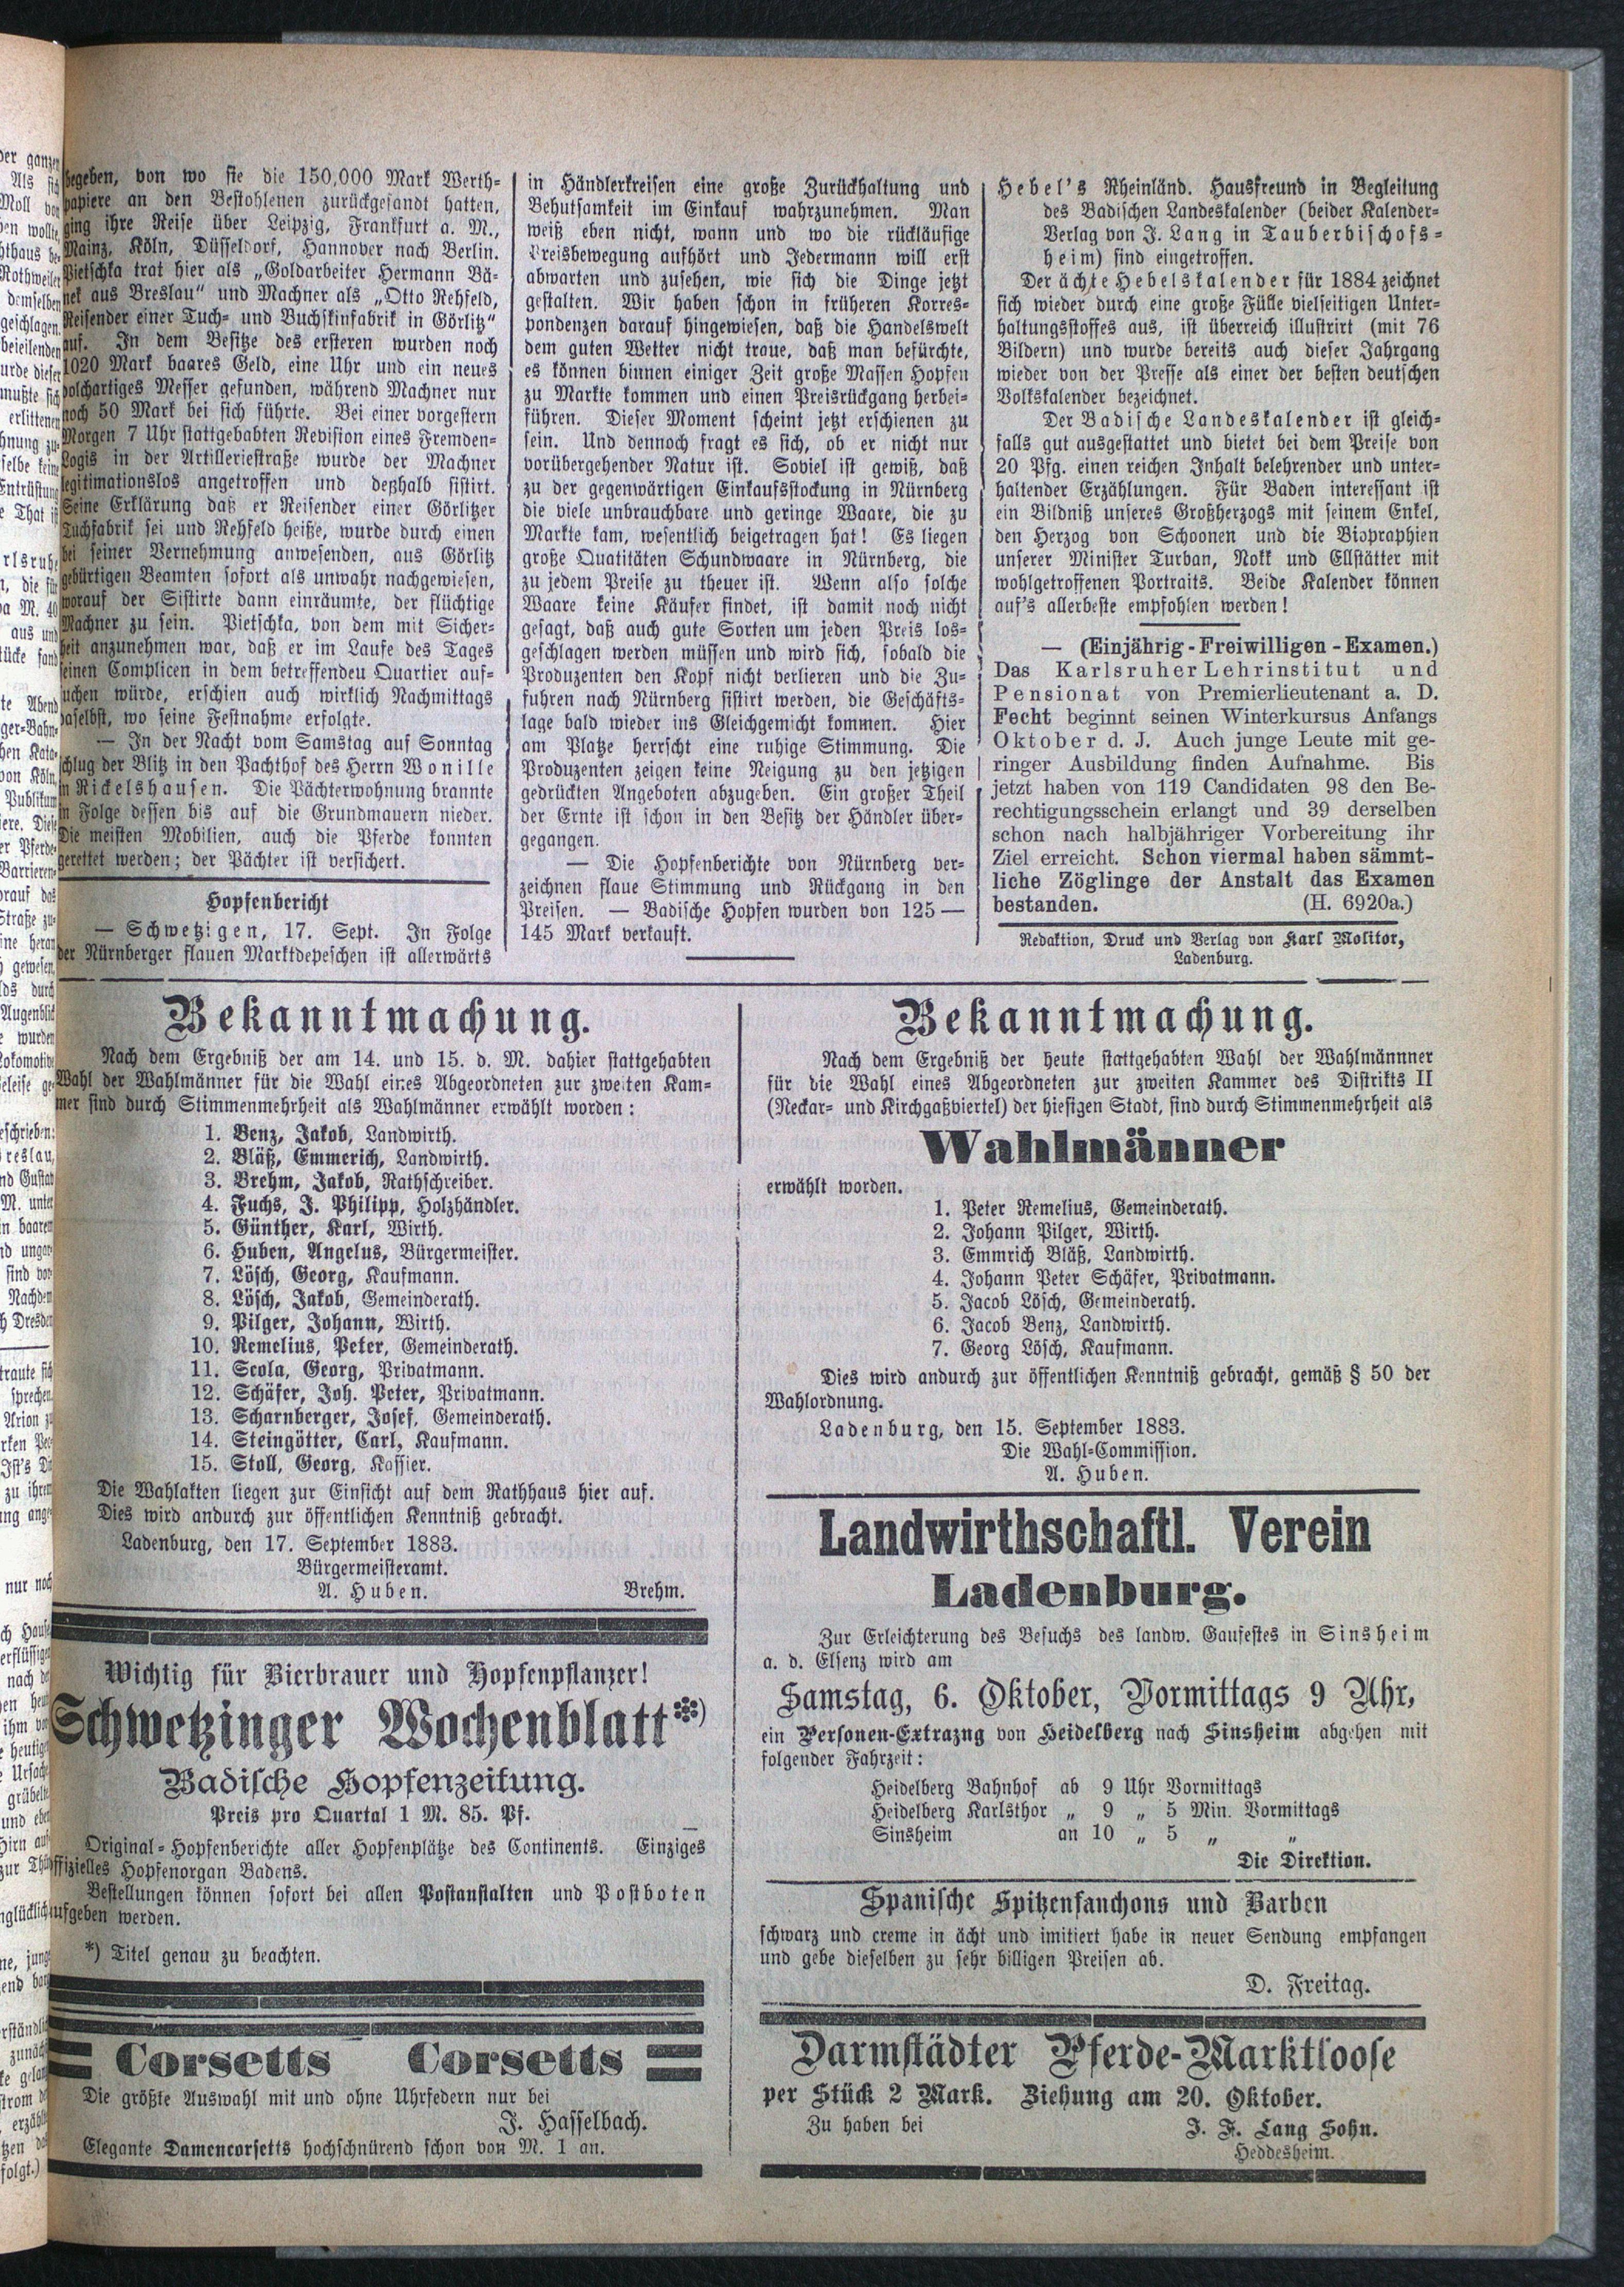 begeben, von wo sie die 150,000 Mark Werth-
papiere an den Bestohlenen zurückgesandt hatten,
ging ihre Reise über Leipzig, Frankfurt a. M.,
Mainz, Köln, Düsseldorf, Hannover nach Berlin.
Pietschka trat hier als „Goldarbeiter Hermann Bä-
nek aus Breslau“ und Machner als „Otto Rehfeld,
Reisender einer Tuch- und Buchskinfabrik in Görlitz“
auf. In dem Besitze des ersteren wurden noch
1020 Mark baares Geld, eine Uhr und ein neues
dolchartiges Messer gefunden, während Machner nur
noch 50 Mark bei sich führte. Bei einer vorgestern
Morgen 7 Uhr stattgehabten Revision eines Fremden-
Logis in der Artilleriestraße wurde der Machner
legitimationslos angetroffen und deßhalb sistirt.
Seine Erklärung daß er Reisender einer Görlitzer
Tuchfabrik sei und Rehfeld heiße, wurde durch einen
bei seiner Vernehmung anwesenden, aus Görlitz
gebürtigen Beamten sofort als unwahr nachgewiesen,
worauf der Sistirte dann einräumte, der flüchtige
Machner zu sein. Pietschka, von dem mit Sicher-
heit anzunehmen war, daß er im Laufe des Tages
seinen Complicen in dem betreffendeu Quartier auf-
suchen würde, erschien auch wirklich Nachmittags
daselbst, wo seine Festnahme erfolgte.
— In der Nacht vom Samstag auf Sonntag
schlug der Blitz in den Pachthof des Herrn Wonille
in Rickelshausen. Die Pächterwohnung brannte
in Folge dessen bis auf die Grundmauern nieder.
Die meisten Mobilien, auch die Pferde konnten
gerettet werden; der Pächter ist versichert.
Hopfenbericht
— Schwetzigen, 17. Sept. In Folge
der Nürnberger flauen Marktdepeschen ist allerwärts
in Händlerkreisen eine große Zurückhaltung und
Behutsamkeit im Einkauf wahrzunehmen. Man
weiß eben nicht, wann und wo die rückläufige
Preisbewegung aufhört und Jedermann will erst
abwarten und zusehen, wie sich die Dinge jetzt
gestalten. Wir haben schon in früheren Korres-
pondenzen darauf hingewiesen, daß die Handelswelt
dem guten Wetter nicht traue, daß man befürchte,
es können binnen einiger Zeit große Massen Hopfen
zu Markte kommen und einen Preisrückgang herbei-
führen. Dieser Moment scheint jetzt erschienen zu
sein. Und dennoch fragt es sich, ob er nicht nur
vorübergehender Natur ist. Soviel ist gewiß, daß
zu der gegenwärtigen Einkaufsstockung in Nürnberg
die viele unbrauchbare und geringe Waare, die zu
Markte kam, wesentlich beigetragen hat! Es liegen
große Quatitäten Schundwaare in Nürnberg, die
zu jedem Preise zu theuer ist. Wenn also solche
Waare keine Käufer findet, ist damit noch nicht
gesagt, daß auch gute Sorten um jeden Preis los-
geschlagen werden müssen und wird sich, sobald die
Produzenten den Kopf nicht verlieren und die Zu-
fuhren nach Nürnberg sistirt werden, die Geschäfts-
lage bald wieder ins Gleichgemicht kommen. Hier
am Platze herrscht eine ruhige Stimmung. Die
Produzenten zeigen keine Neigung zu den jetzigen
gedrückten Angeboten abzugeben. Ein großer Theil
der Ernte ist schon in den Besitz der Händler über-
gegangen.
— Die Hopfenberichte von Nürnberg ver-
zeichnen flaue Stimmung und Rückgang in den
Preisen. — Badische Hopfen wurden von 125—
145 Mark verkauft.
Hebel's Rheinländ. Hausfreund in Begleitung
des Badischen Landeskalender (beider Kalender-
Verlag von J. Lang in Tauberbischofs-
heim) sind eingetroffen.
Der ächte Hebelskalender für 1884 zeichnet
sich wieder durch eine große Fülle vielseitigen Unter-
haltungsstoffes aus, ist überreich illustrirt (mit 76
Bildern) und wurde bereits auch dieser Jahrgang
wieder von der Presse als einer der besten deutschen
Volkskalender bezeichnet.
Der Badische Landeskalender ist gleich-
falls gut ausgestattet und bietet bei dem Preise von
20 Pfg. einen reichen Inhalt belehrender und unter-
haltender Erzählungen. Für Baden interessant ist
ein Bildniß unseres Großherzogs mit seinem Enkel,
den Herzog von Schoonen und die Biopraphien
unserer Minister Turban, Nokk und Ellstätter mit
wohlgetroffenen Portraits. Beide Kalender können
auf's allerbeste empfohlen werden!
— (Einjährig-Freiwilligen-Examen.)
Das Karlsruher Lehrinstitut und
Pensionat von Premierlieutenant a. D.
Fecht beginnt seinen Winterkursus Anfangs
Oktober d. J. Auch junge Leute mit ge-
ringer Ausbildung finden Aufnahme. Bis
jetzt haben von 119 Candidaten 98 den Be-
rechtigungsschein erlangt und 39 derselben
schon nach halbjähriger Vorbereitung ihr
Ziel erreicht. Schon viermal haben sämmt-
liche Zöglinge der Anstalt das Examen
bestanden. (H. 6920a.)
Redaktion, Druck und Verlag von Karl Molitor,
Ladenburg.
Bekanntmachung.
Nach dem Ergebniß der am 14. und 15. d. M. dahier stattgehabten
Wahl der Wahlmänner für die Wahl eines Abgeordneten zur zweiten Kam-
mer sind durch Stimmenmehrheit als Wahlmänner erwählt worden:
1. Benz, Jakob, Landwirth.
2. Bläß, Emmerich, Landwirth.
3. Brehm, Jakob, Rathschreiber.
4. Fuchs, J. Philipp, Holzhändler.
5. Günther, Karl, Wirth.
6. Huben, Angelus, Bürgermeister.
7. Lösch, Georg, Kaufmann.
8. Lösch, Jakob, Gemeinderath.
9. Pilger, Johann, Wirth.
10. Remelius, Peter, Gemeinderath.
11. Scola, Georg, Privatmann.
12. Schäfer, Joh. Peter, Privatmann.
13. Scharnberger, Josef, Gemeinderath.
14. Steingötter, Carl, Kaufmann.
15. Stoll, Georg, Kassier.
Die Wahlakten liegen zur Einsicht auf dem Rathhaus hier auf.
Dies wird andurch zur öffentlichen Kenntniß gebracht.
Ladenburg, den 17. September 1883.
Bürgermeisteramt.
A. Huben. Brehm.
Wichtig für Bierbrauer und Hopfenpflanzer!
Schwetzinger Wochenblatt*)
Badische Hopfenzeitung.
Preis pro Quartal 1 M. 85. Pf.
Original-Hopfenberichte aller Hopfenplätze des Continents. Einziges
offizielles Hopfenorgan Badens.
Bestellungen können sofort bei allen Postanstalten und Postboten
aufgeben werden.
*) Titel genau zu beachten.
Corsetts Corsetts
Die größte Auswahl mit und ohne Uhrfedern nur bei
J. Hasselbach.
Elegante Damencorsetts hochschnürend schon von M. 1 an.
Bekanntmachung.
Nach dem Ergebniß der heute stattgehabten Wahl der Wahlmännner
für die Wahl eines Abgeordneten zur zweiten Kammer des Distrikts II
(Neckar- und Kirchgaßviertel) der hiesigen Stadt, sind durch Stimmenmehrheit als
Wahlmänner
erwählt worden.
1. Peter Remelius, Gemeinderath.
2. Johann Pilger, Wirth.
3. Emmrich Bläß, Landwirth.
4. Johann Peter Schäfer, Privatmann.
5. Jacob Lösch, Gemeinderath.
6. Jacob Benz, Landwirth.
7. Georg Lösch, Kaufmann.
Dies wird andurch zur öffentlichen Kenntniß gebracht, gemäß § 50 der
Wahlordnung.
Ladenburg, den 15. September 1883.
Die Wahl-Commission.
A. Huben.
Landwirthschaftl. Verein
Ladenburg.
Zur Erleichterung des Besuchs des landw. Gaufestes in Sinsheim
a. d. Elsenz wird am
Samstag, 6. Oktober, Vormittags 9 Uhr,
ein Personen-Extrazug von Heidelberg nach Sinsheim abgehen mit
folgender Fahrzeit:
Heidelberg Bahnhof ab 9 Uhr Vormittags
Heidelberg Karlsthor „ 9 „ 5 Min. Vormittags
Sinsheim an 10 „ 5 „ „
Die Direktion.
Spanische Spitzenfanchons und Barben
schwarz und creme in ächt und imitiert habe in neuer Sendung empfangen
und gebe dieselben zu sehr billigen Preisen ab.
D. Freitag.
Darmstädter Pferde-Marktloose
per Stück 2 Mark. Ziehung am 20. Oktober.
Zu haben bei J. F. Lang Sohn.
Heddesheim.